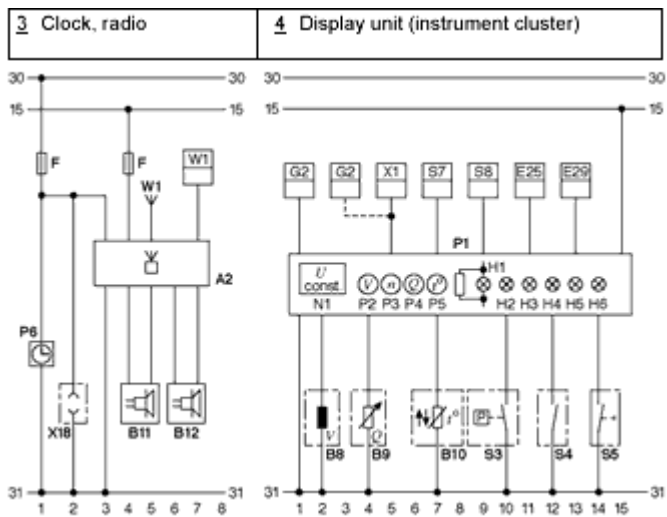 3 Clock, radio
4 Display unit (instrument cluster)
30 30 30 30
15 15 15 15
F F W1
W1
A2
P6
X18 B11 B12
31 31
1 2 3 4 5 6 7 8
G2 G2 X1 S7 S8 E25 E29
P1
U const. V n Q t° H1
N1 P2 P3 P4 P5 H2 H3 H4 H5 H6
V Q t° P
B8 B9 B10 S3 S4 S5
31 31
1 2 3 4 5 6 7 8 9 10 11 12 13 14 15